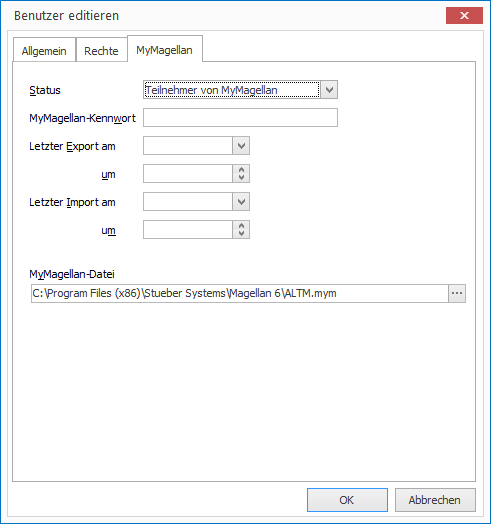 Benutzer editieren
Allgemein Rechte MyMagellan
Status Teilnehmer von MyMagellan
MyMagellan-Kennwort
Letzter Export am
um
Letzter Import am
um
MyMagellan-Datei
C:\Program Files (x86)\Stueber Systems\Magellan 6\ALTM.mym ...
OK Abbrechen